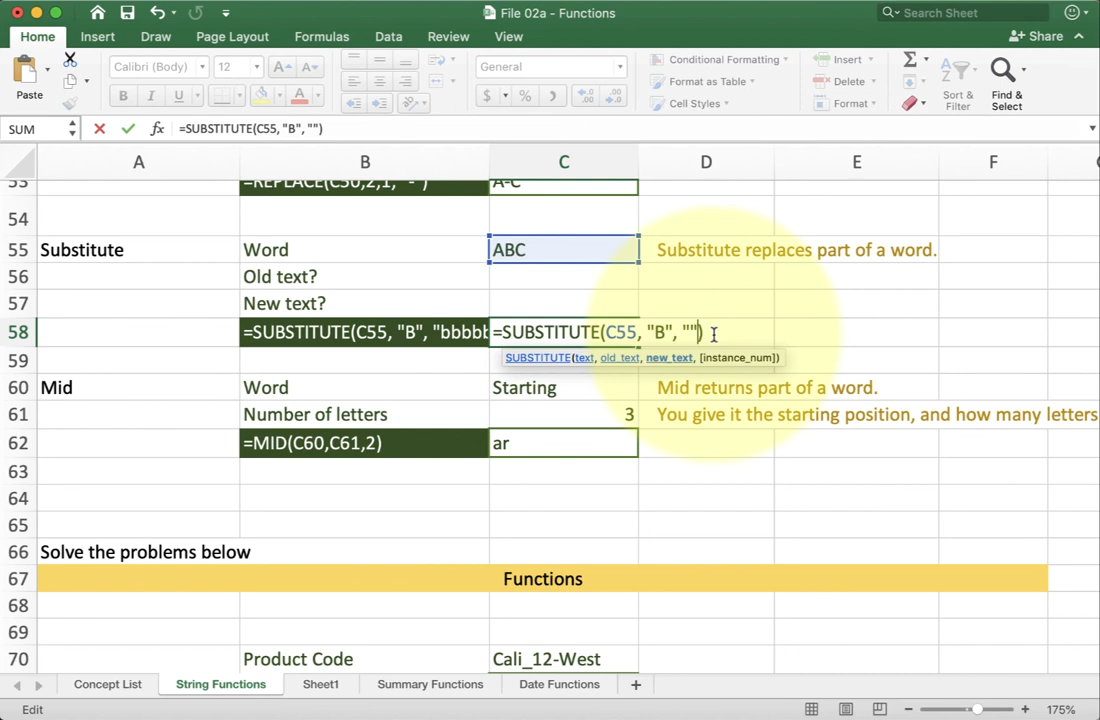 File 02a - Functions
Search Sheet
Home Insert Draw Page Layout Formulas Data Review View
Share
Paste
Calibri (Body) 12
General
Conditional Formatting
Format as Table
Cell Styles
Insert
Delete
Format
Sort & Filter
Find & Select
SUM
fx =SUBSTITUTE(C55, "B", "")
A B C D E F
53 =REPLACE(C50,2,1, "-") A-C
54
55 Substitute Word ABC Substitute replaces part of a word.
56 Old text?
57 New text?
58 =SUBSTITUTE(C55, "B", "bbbbb =SUBSTITUTE(C55, "B", "")
SUBSTITUTE(text, old_text, new_text, [instance_num])
59
60 Mid Word Starting Mid returns part of a word.
61 Number of letters 3 You give it the starting position, and how many letters
62 =MID(C60,C61,2) ar
63
64
65
66 Solve the problems below
67 Functions
68
69
70 Product Code Cali_12-West
Concept List String Functions Sheet1 Summary Functions Date Functions +
Edit
175%